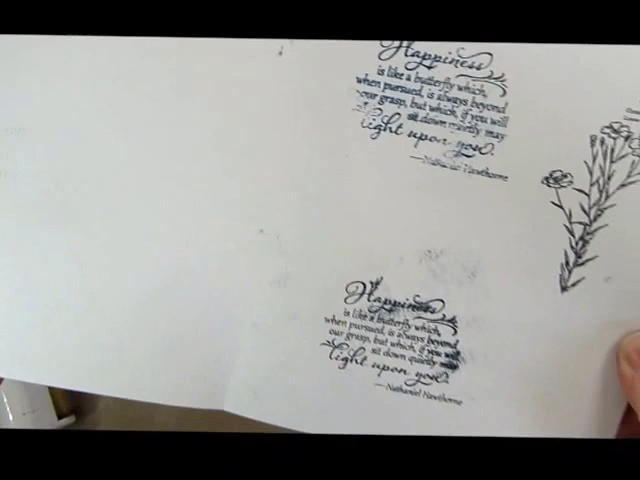 Happiness
is like a butterfly which,
when pursued, is always beyond
our grasp, but which, if you will
sit down quietly may
light upon you.
—Nathaniel Hawthorne
Happiness
is like a butterfly which,
when pursued, is always beyond
our grasp, but which, if you will
sit down quietly
light upon you.
—Nathaniel Hawthorne